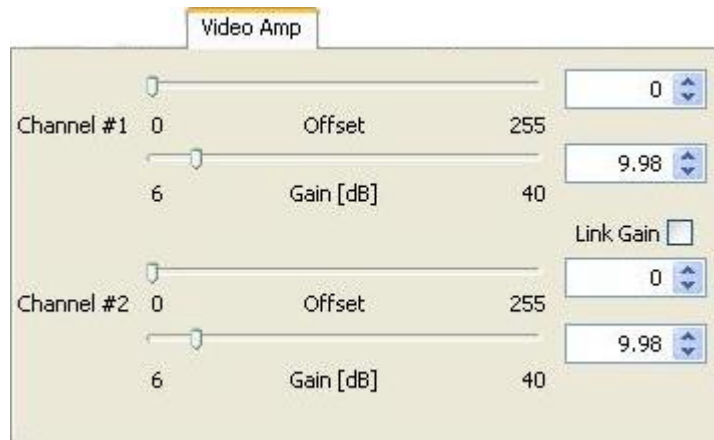 Video Amp
0
Channel #1 0 Offset 255
9.98
6 Gain [dB] 40
Link Gain
0
Channel #2 0 Offset 255
9.98
6 Gain [dB] 40